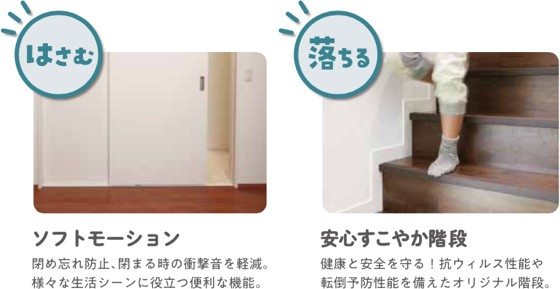 はさむ
落ちる
ソフトモーション
閉め忘れ防止、閉まる時の衝撃音を軽減。
様々な生活シーンに役立つ便利な機能。
安心すこやか階段
健康と安全を守る！抗ウィルス性能や
転倒予防性能を備えたオリジナル階段。